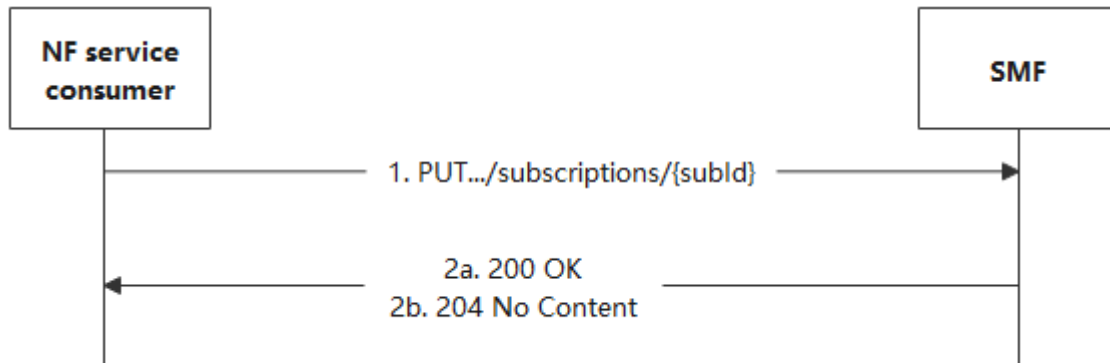 NF service
consumer
SMF
1. PUT.../subscriptions/{subId}
2a. 200 OK
2b. 204 No Content